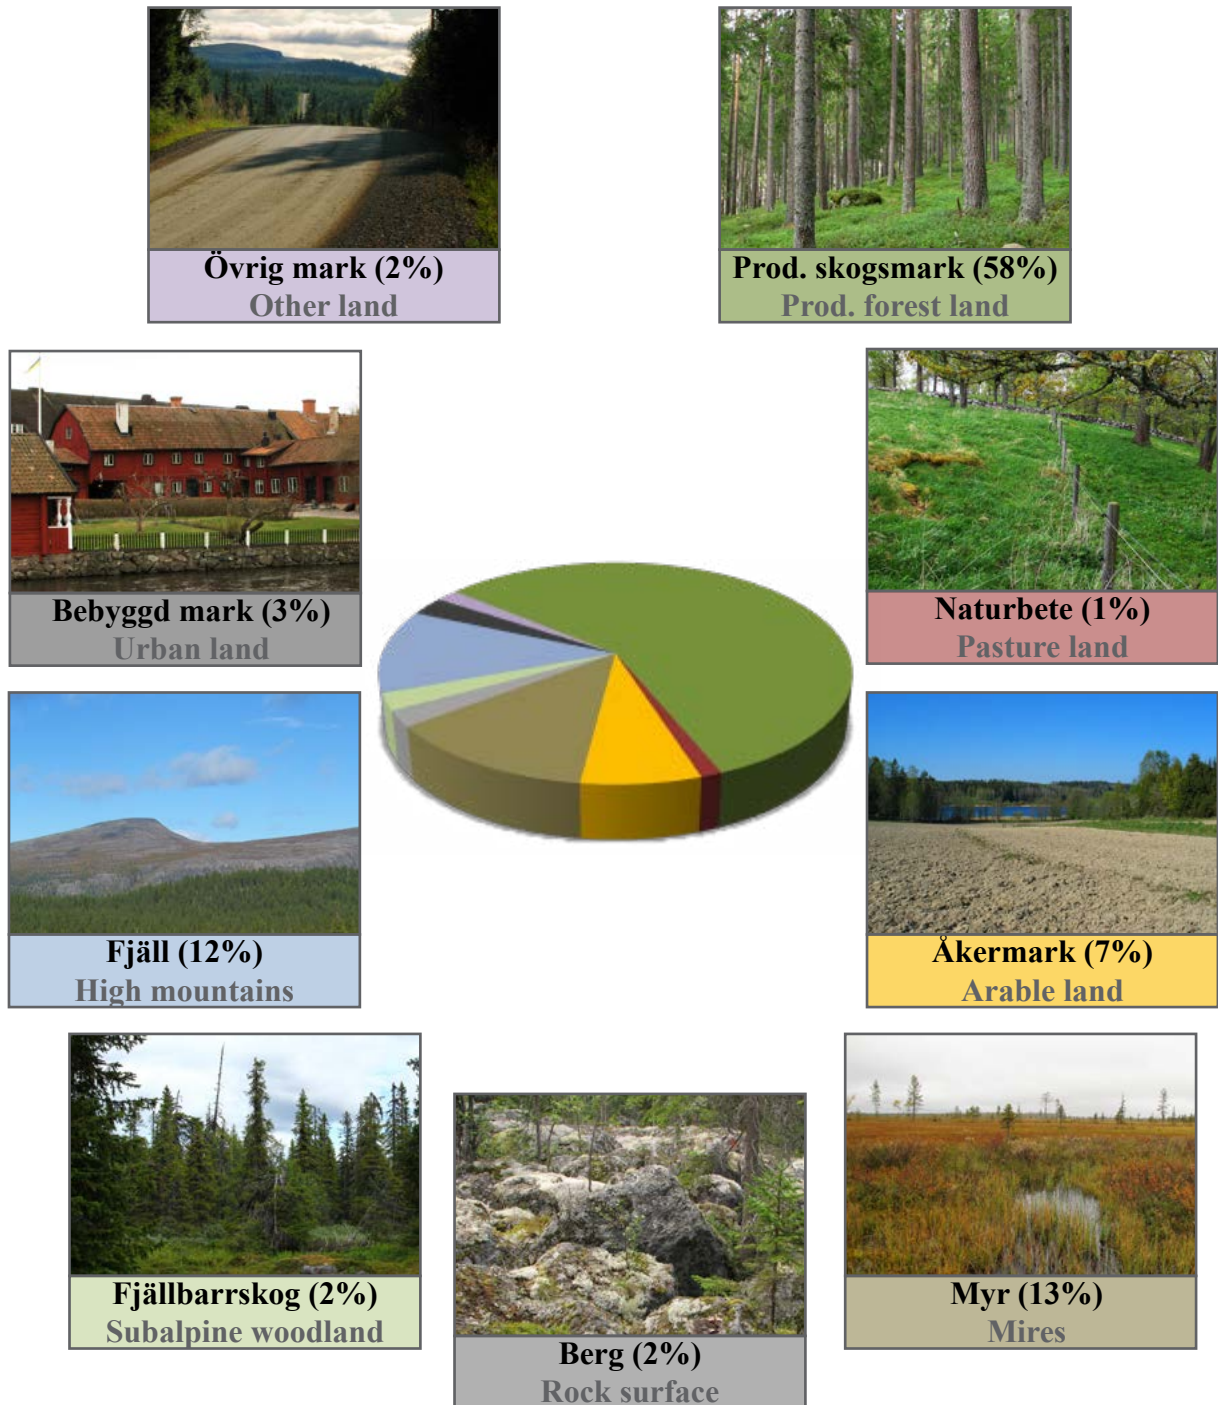 Övrig mark (2%)
Other land
Prod. skogsmark (58%)
Prod. forest land
Bebyggd mark (3%)
Urban land
Naturbete (1%)
Pasture land
Fjäll (12%)
High mountains
Åkermark (7%)
Arable land
Fjällbarrskog (2%)
Subalpine woodland
Berg (2%)
Rock surface
Myr (13%)
Mires